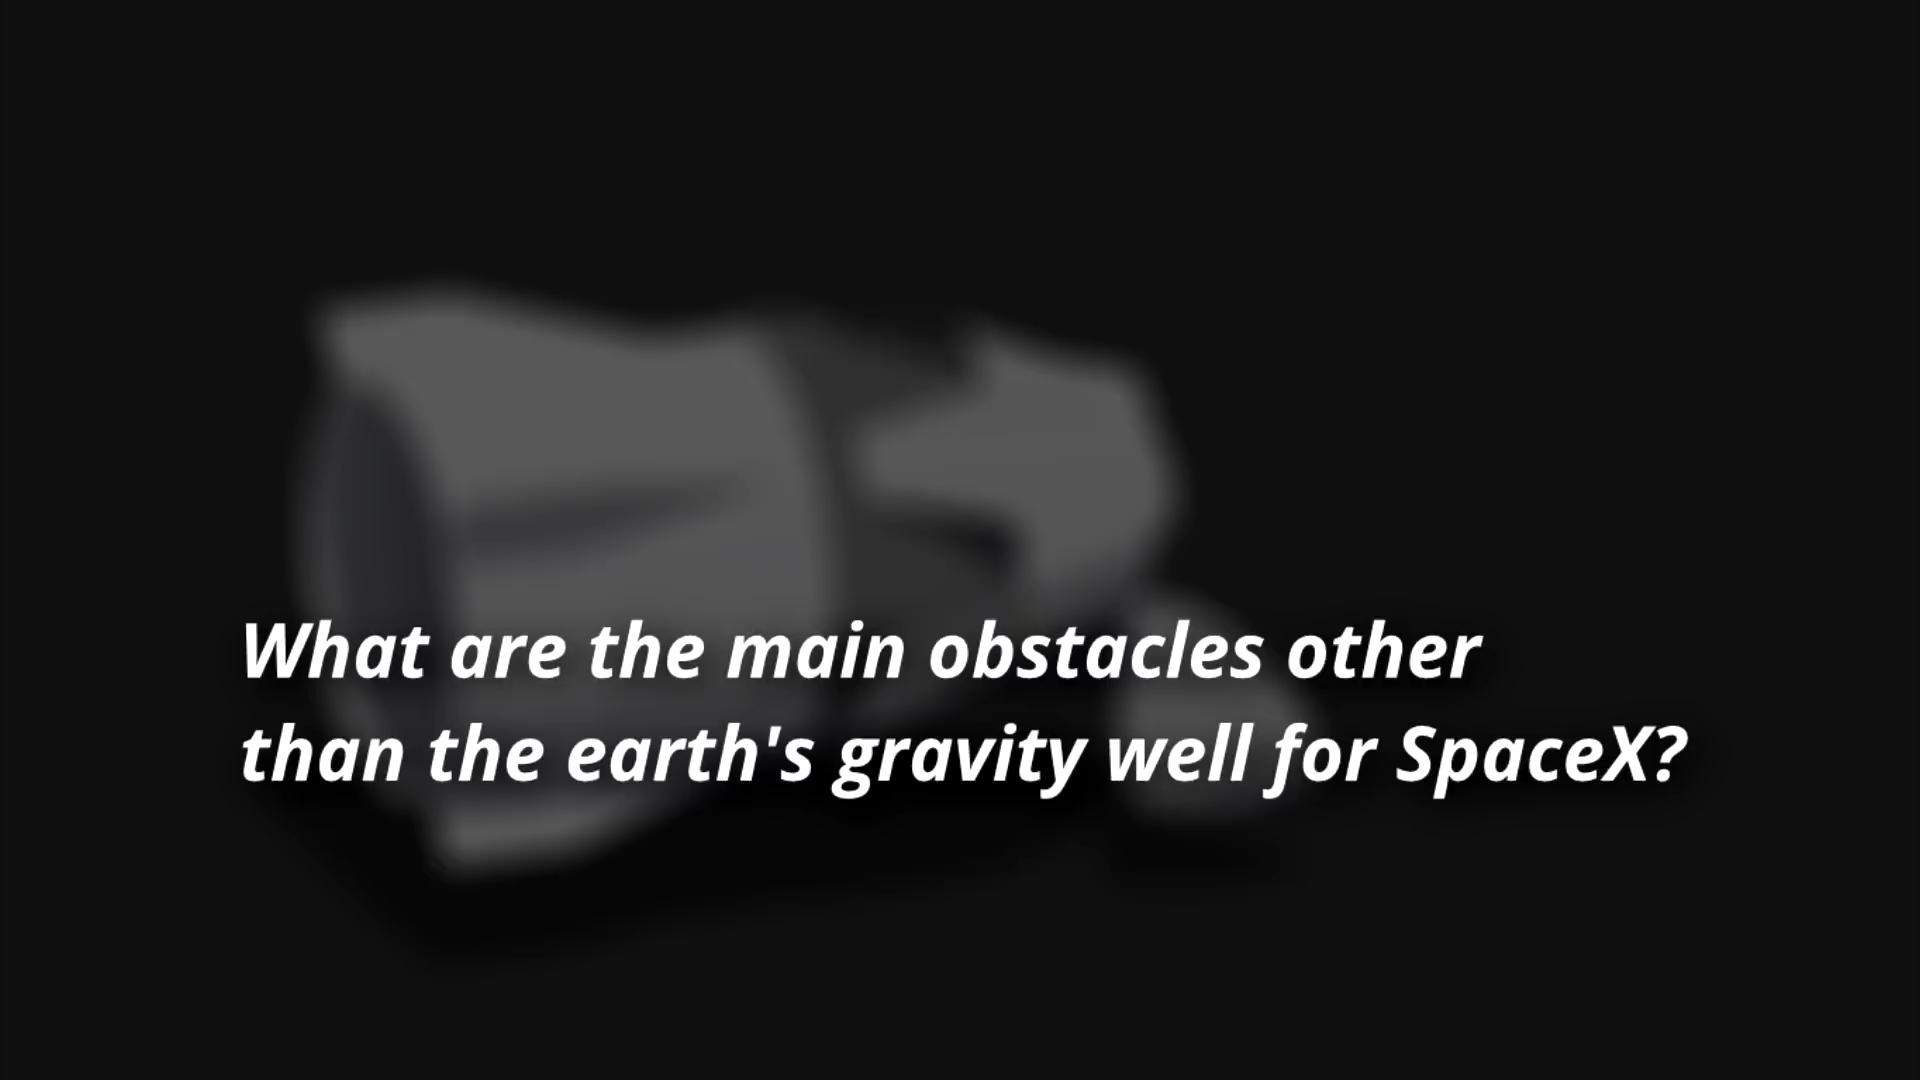 What are the main obstacles other
than the earth's gravity well for SpaceX?